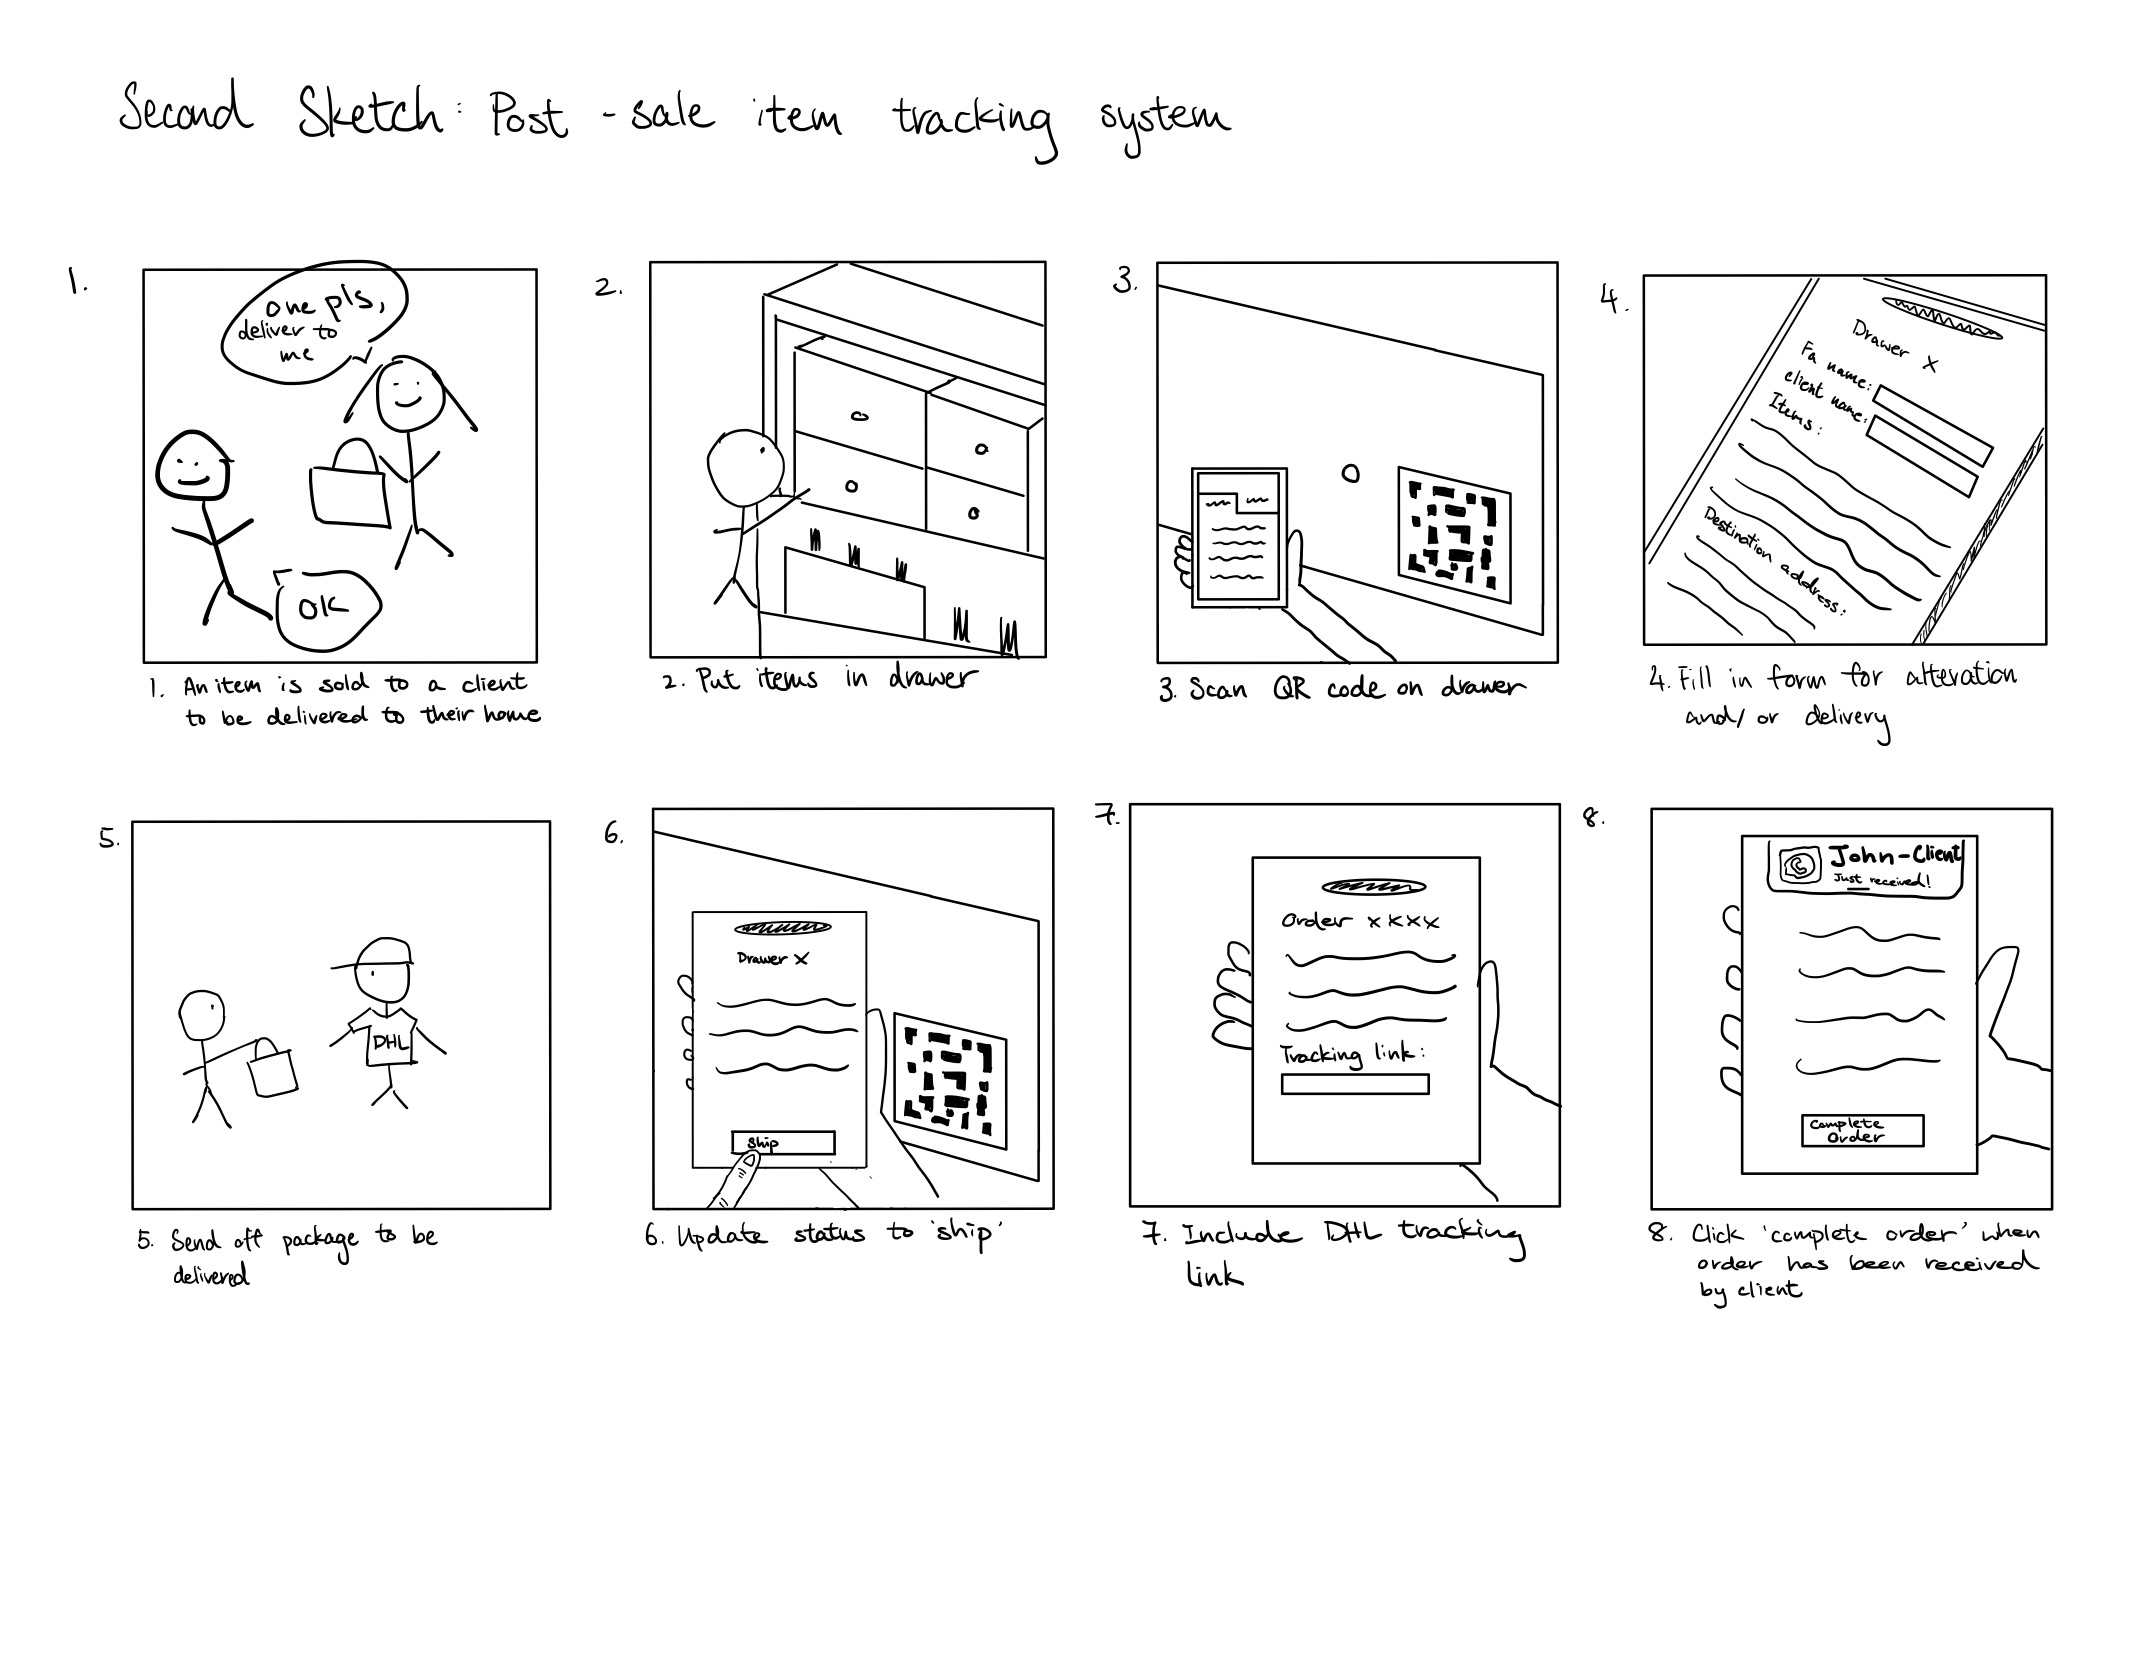 Second Sketch: Post-sale item tracking system
1.
one pls,
deliver to
me
OK
1. An item is sold to a client
to be delivered to their home
2.
2. Put items in drawer
3.
3. Scan QR code on drawer
4.
Drawer X
Fa name:
client name:
Items:
Destination address:
4. Fill in form for alteration
and/or delivery
5.
DHL
5. Send off package to be
delivered
6.
Drawer X
Ship
6. Update status to 'ship'
7.
Order XXXX
Tracking link:
7. Include DHL tracking
link
8.
John-Client
Just received!
Complete
Order
8. Click 'complete order' when
order has been received
by client